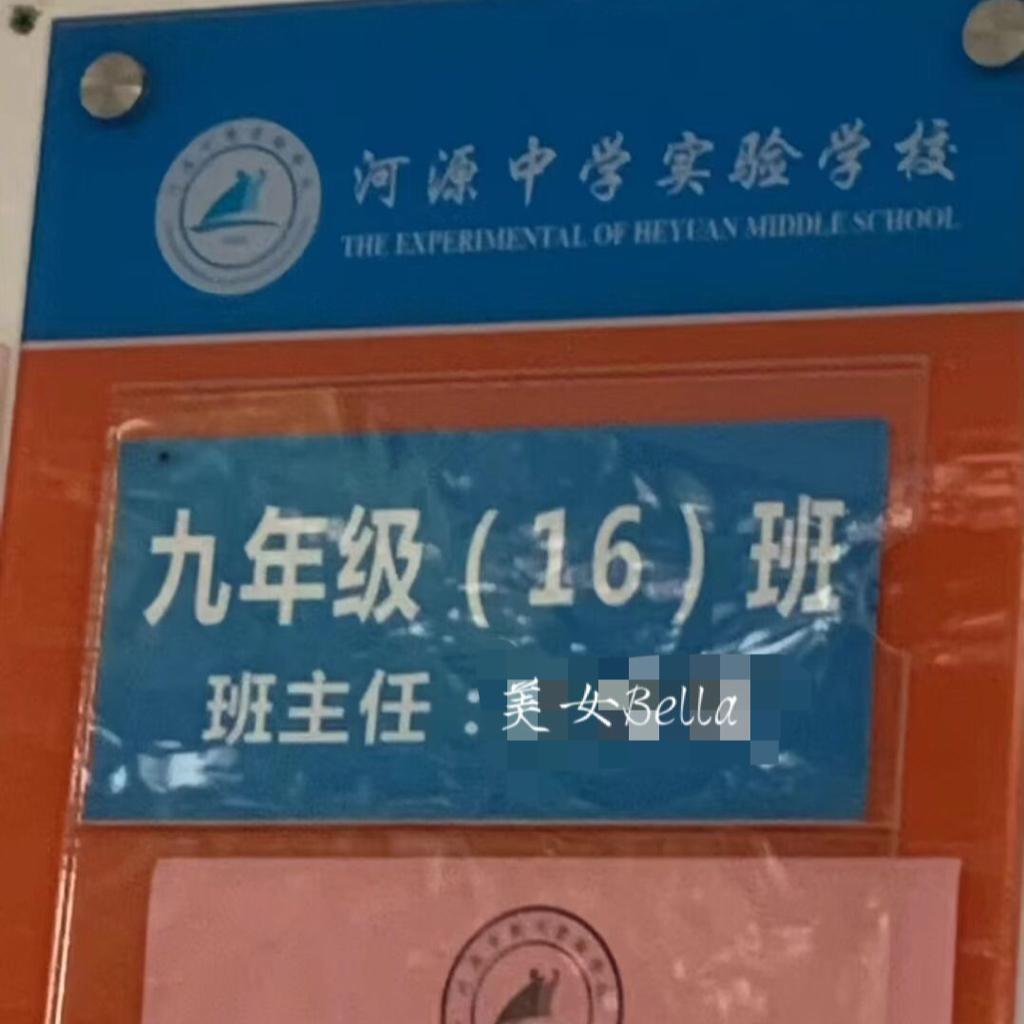 河源中学实验学校
THE EXPERIMENTAL OF HEYUAN MIDDLE SCHOOL
九年级（16）班
班主任：美女Bella